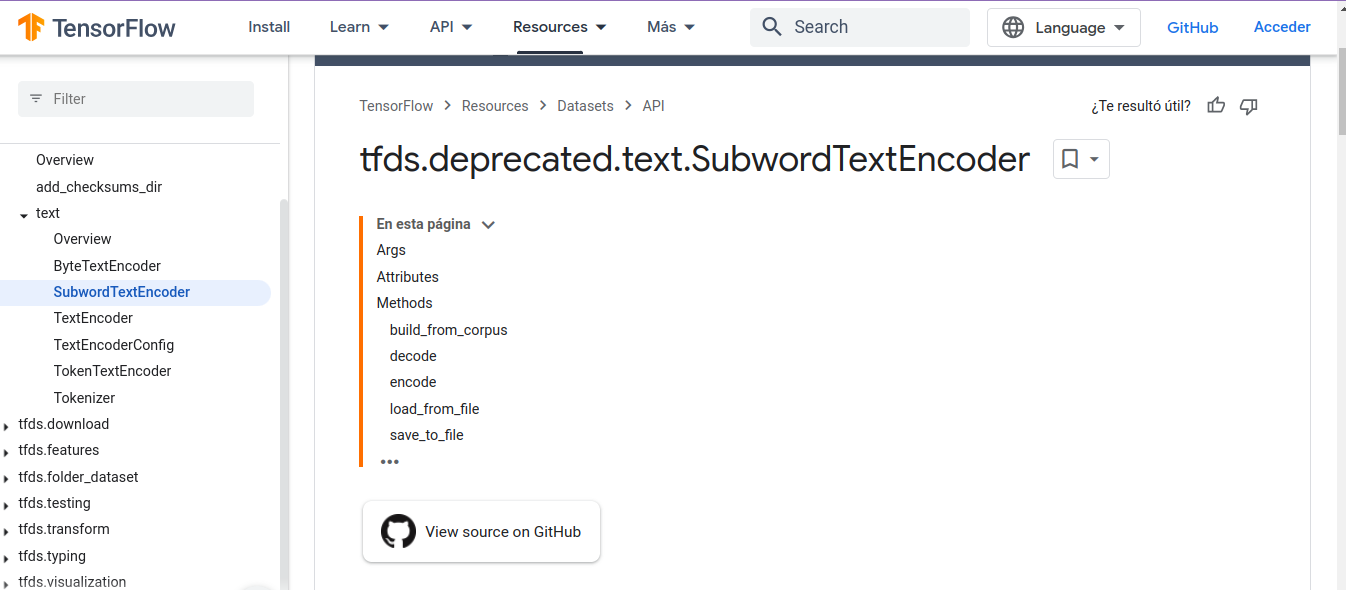 TensorFlow Install Learn API Resources Más Search Language GitHub Acceder
Filter
Overview
add_checksums_dir
text
Overview
ByteTextEncoder
SubwordTextEncoder
TextEncoder
TextEncoderConfig
TokenTextEncoder
Tokenizer
tfds.download
tfds.features
tfds.folder_dataset
tfds.testing
tfds.transform
tfds.typing
tfds.visualization
TensorFlow > Resources > Datasets > API
¿Te resultó útil?
tfds.deprecated.text.SubwordTextEncoder
En esta página
Args
Attributes
Methods
build_from_corpus
decode
encode
load_from_file
save_to_file
•••
View source on GitHub